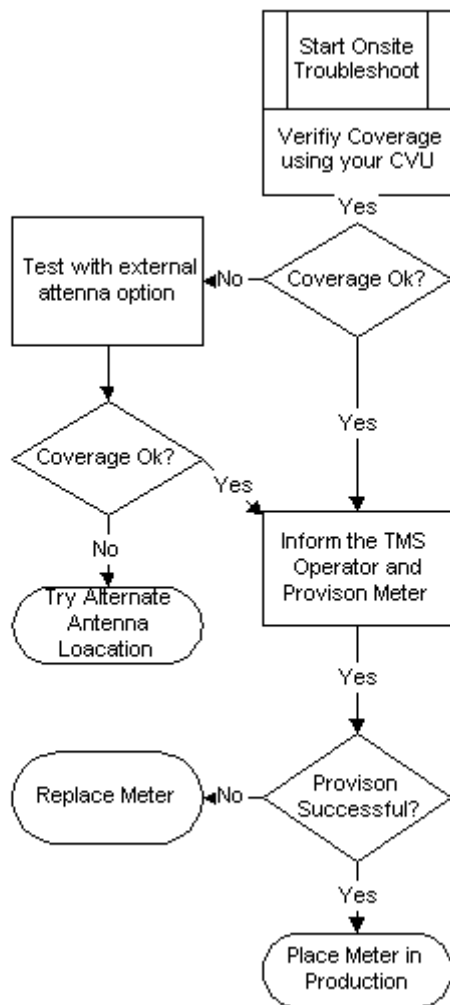 Start Onsite
Troubleshoot
Verifiy Coverage
using your CVU
Yes
Test with external
attenna option
No
Coverage Ok?
Yes
Coverage Ok?
Yes
No
Inform the TMS
Operator and
Provison Meter
Try Alternate
Antenna
Loacation
Yes
Replace Meter
No
Provison
Successful?
Yes
Place Meter in
Production